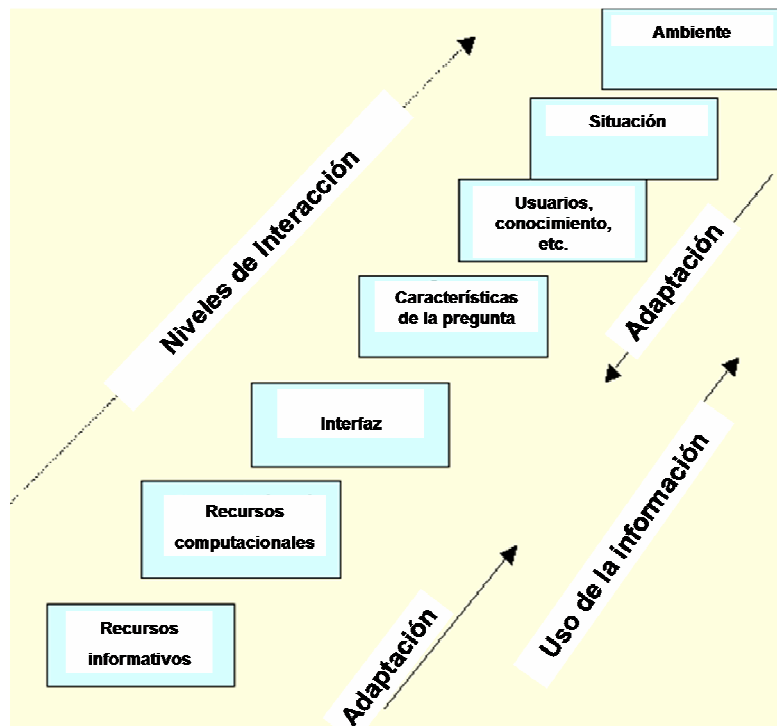 Ambiente
Situación
Usuarios,
conocimiento,
etc.
Características
de la pregunta
Interfaz
Recursos
computacionales
Recursos
informativos
Niveles de Interacción
Adaptación
Adaptación
Uso de la información